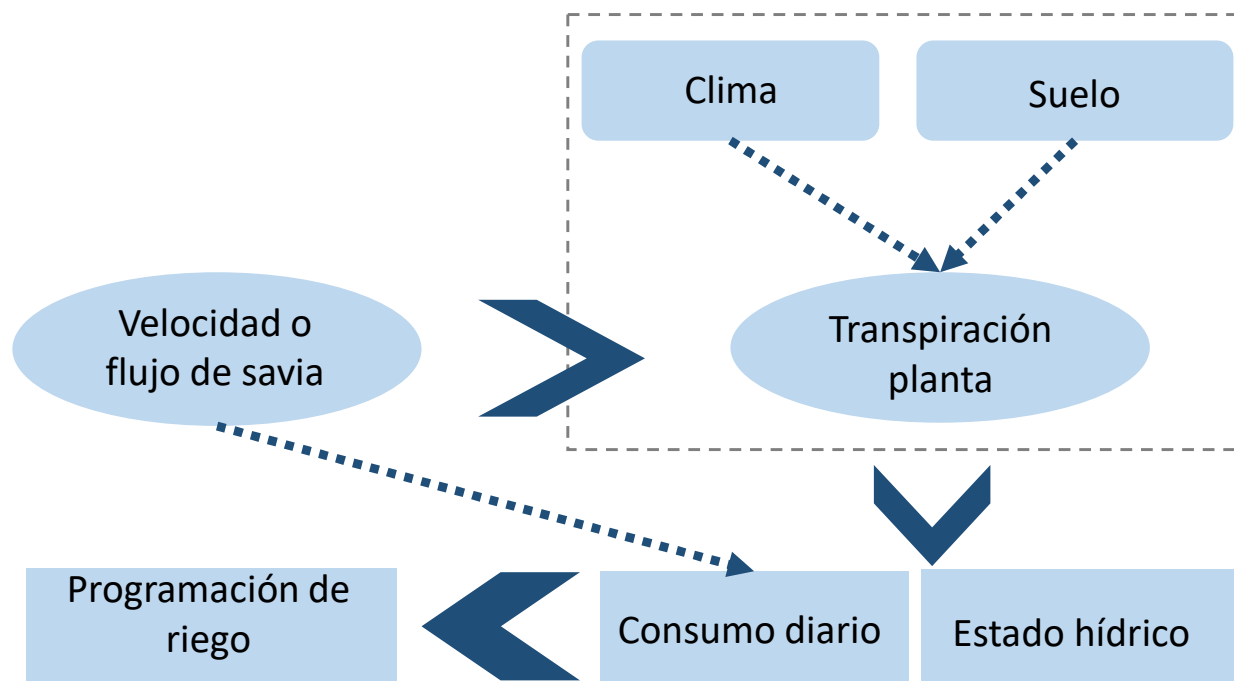 Clima
Suelo
Velocidad o
flujo de savia
Transpiración
planta
Programación de
riego
Consumo diario
Estado hídrico